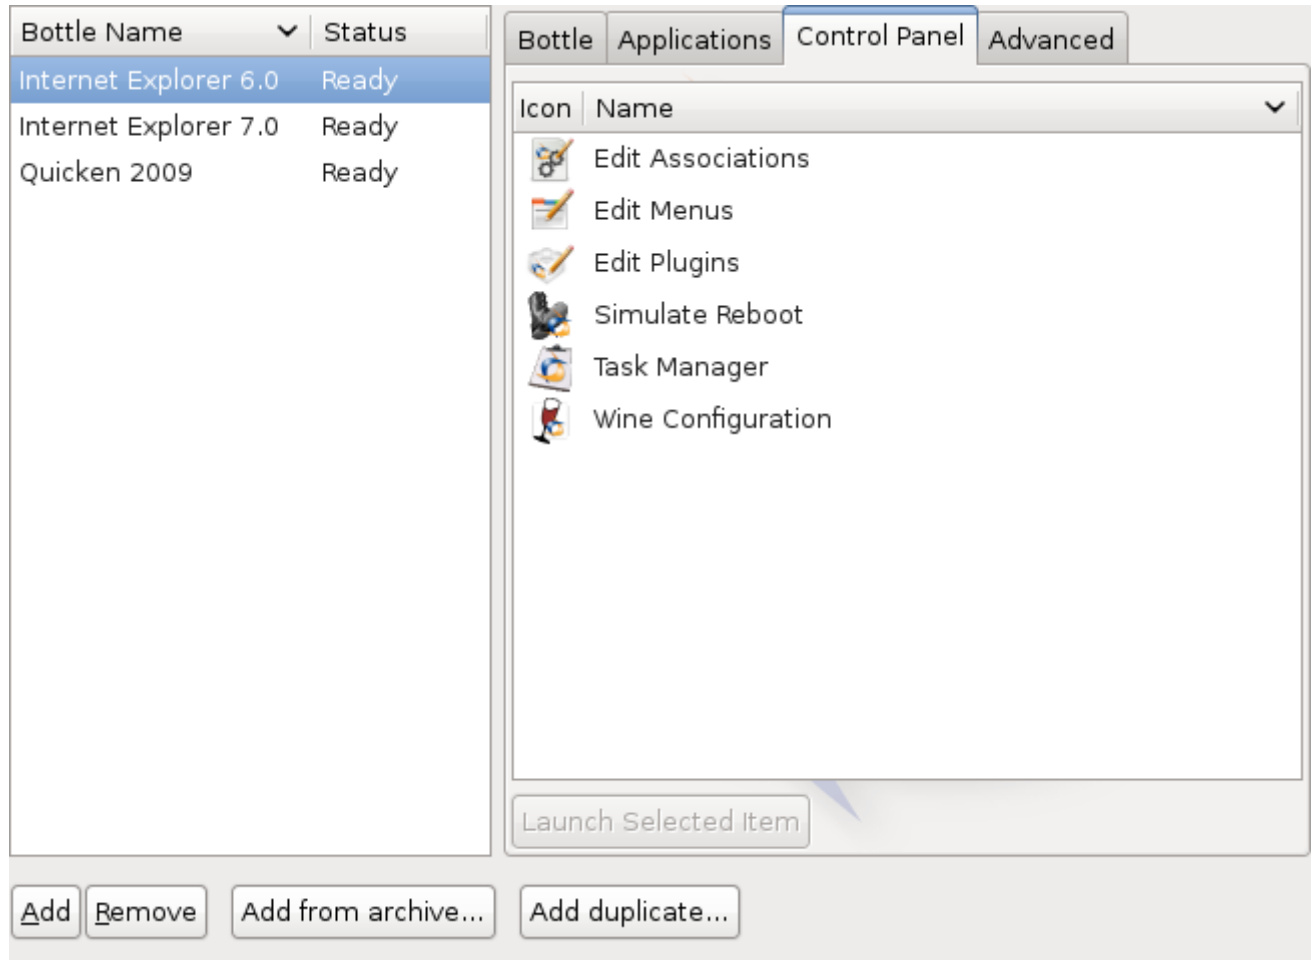 Bottle Name Status
Internet Explorer 6.0 Ready
Internet Explorer 7.0 Ready
Quicken 2009 Ready
Bottle Applications Control Panel Advanced
Icon Name
Edit Associations
Edit Menus
Edit Plugins
Simulate Reboot
Task Manager
Wine Configuration
Launch Selected Item
Add Remove Add from archive... Add duplicate...